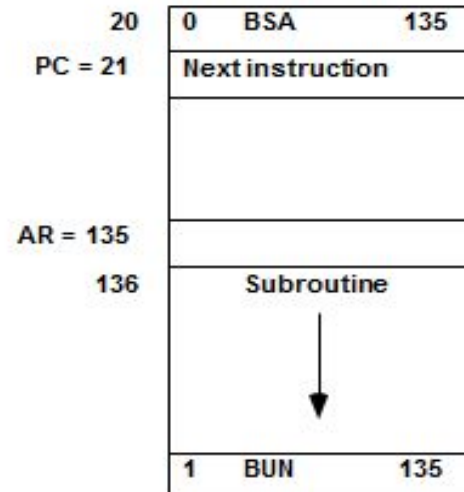 20 0 BSA 135
PC = 21 Next instruction
AR = 135
136 Subroutine
1 BUN 135